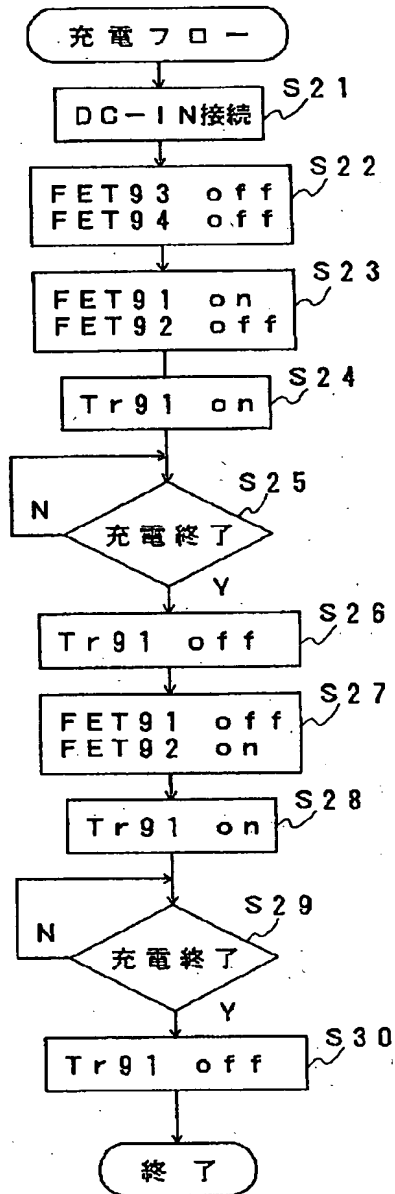 充電フロー
S21
DC-IN接続
S22
FET93 off
FET94 off
S23
FET91 on
FET92 off
S24
Tr91 on
S25
N
充電終了
Y
S26
Tr91 off
S27
FET91 off
FET92 on
S28
Tr91 on
S29
N
充電終了
Y
S30
Tr91 off
終了